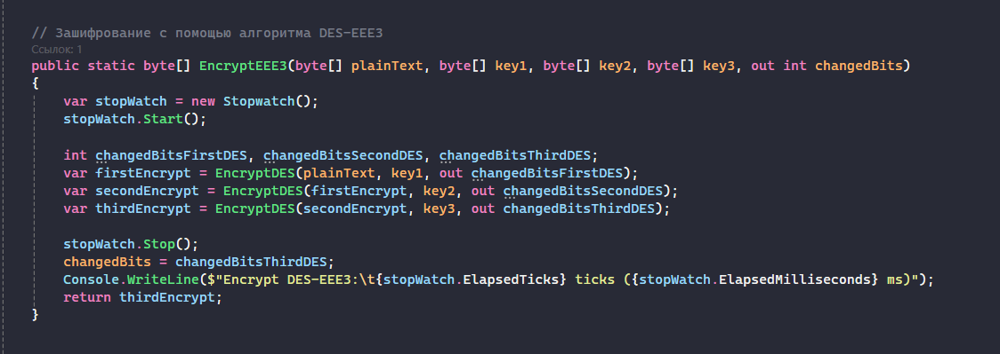 // Зашифрование с помощью алгоритма DES-EEE3
Ссылок: 1
public static byte[] EncryptEEE3(byte[] plainText, byte[] key1, byte[] key2, byte[] key3, out int changedBits)
{
var stopWatch = new Stopwatch();
stopWatch.Start();
int changedBitsFirstDES, changedBitsSecondDES, changedBitsThirdDES;
var firstEncrypt = EncryptDES(plainText, key1, out changedBitsFirstDES);
var secondEncrypt = EncryptDES(firstEncrypt, key2, out changedBitsSecondDES);
var thirdEncrypt = EncryptDES(secondEncrypt, key3, out changedBitsThirdDES);
stopWatch.Stop();
changedBits = changedBitsThirdDES;
Console.WriteLine($"Encrypt DES-EEE3:\t{stopWatch.ElapsedTicks} ticks ({stopWatch.ElapsedMilliseconds} ms)");
return thirdEncrypt;
}